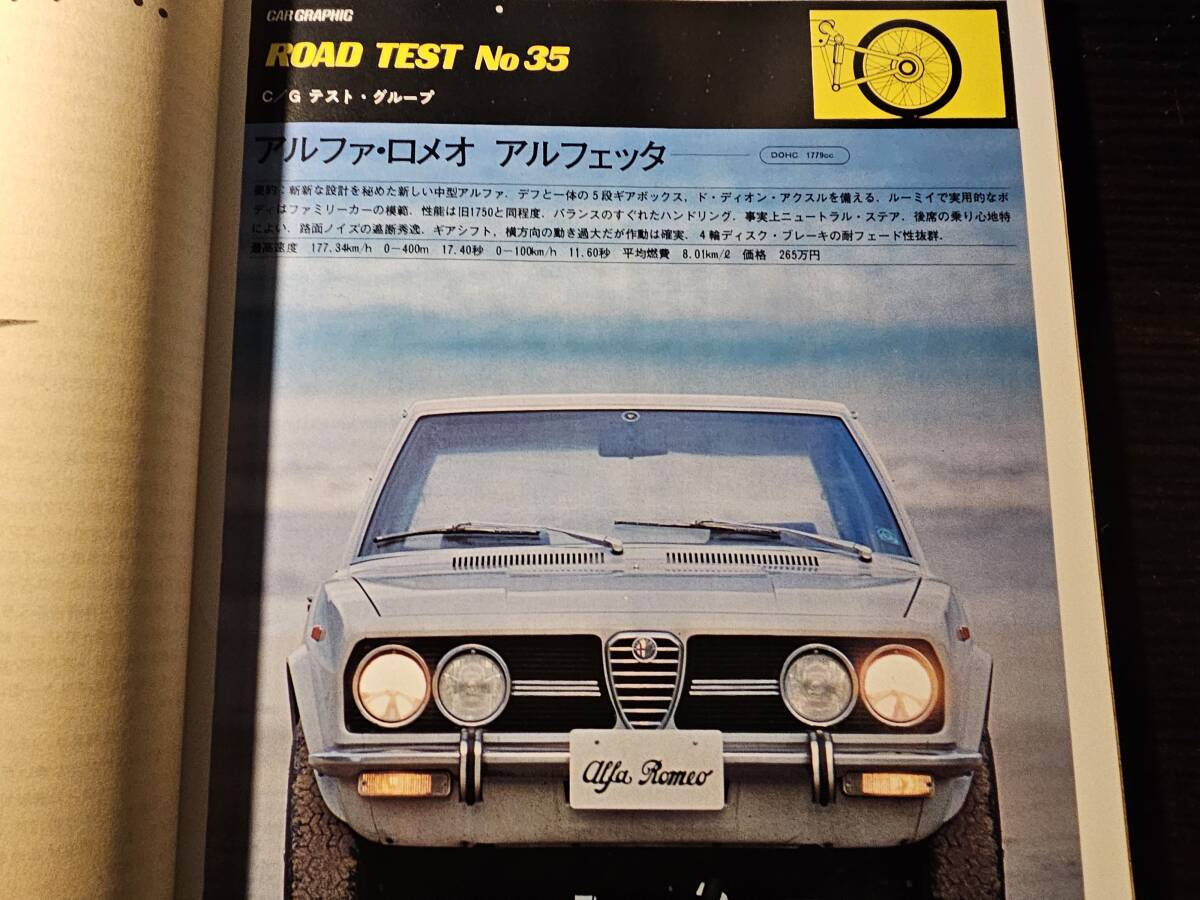 CAR GRAPHIC
ROAD TEST No 35
C/G テスト・グループ
アルファ・ロメオ アルフェッタ
DOHC 1779cc
要約：斬新な設計を秘めた新しい中型アルファ．デフと一体の5段ギアボックス，ド・ディオン・アクスルを備える．ルーミイで実用的なボ
ディはファミリーカーの模範．性能は旧1750と同程度．バランスのすぐれたハンドリング，事実上ニュートラル・ステア．後席の乗り心地特
によい．路面ノイズの遮断秀逸．ギアシフト，横方向の動き過大だが作動は確実．4輪ディスク・ブレーキの耐フェード性抜群．
最高速度 177.34km/h 0－400m 17.40秒 0－100km/h 11.60秒 平均燃費 8.01km/ℓ 価格 265万円
Alfa Romeo